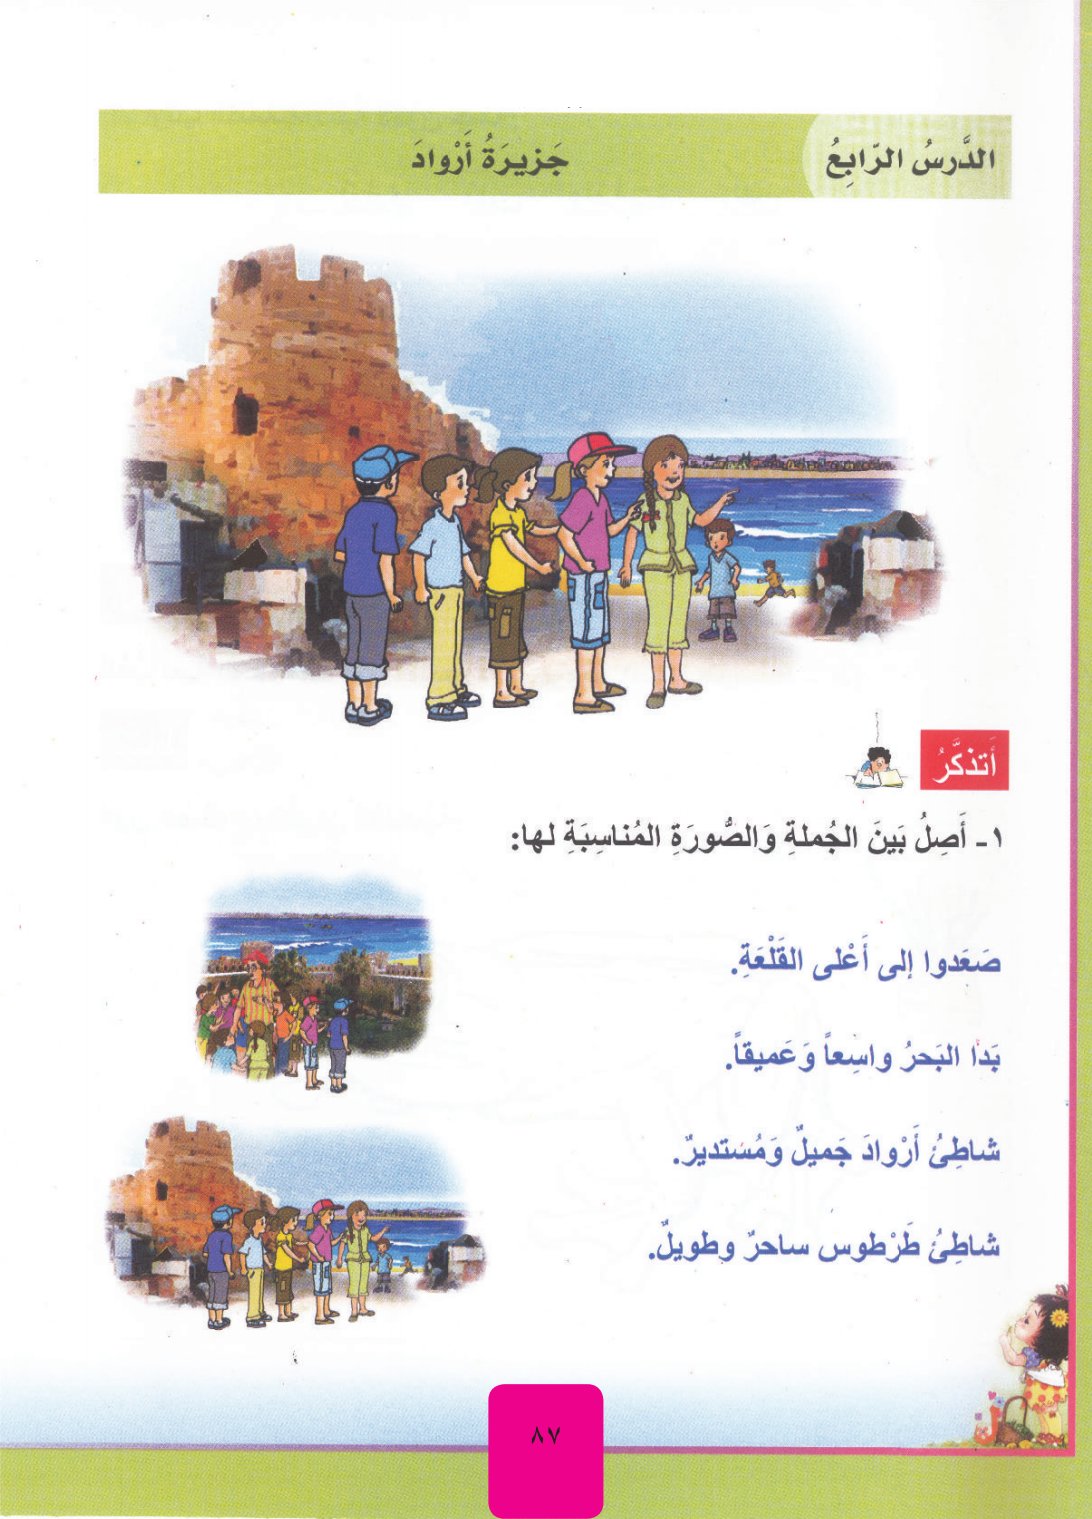 الدَّرسُ الرّابِعُ
جَزيرَةُ أَرْوادَ
أَتذكَّرُ
١ - أَصِلُ بَينَ الجُملةِ وَالصُّورَةِ المُناسِبَةِ لها:
صَعَدوا إلى أَعْلى القَلْعَةِ.
بَدا البَحرُ واسِعاً وَعَميقاً.
شاطِئُ أَرْوادَ جَميلٌ وَمُستديرٌ.
شاطِئُ طَرْطوس ساحرٌ وطويلٌ.
٨٧